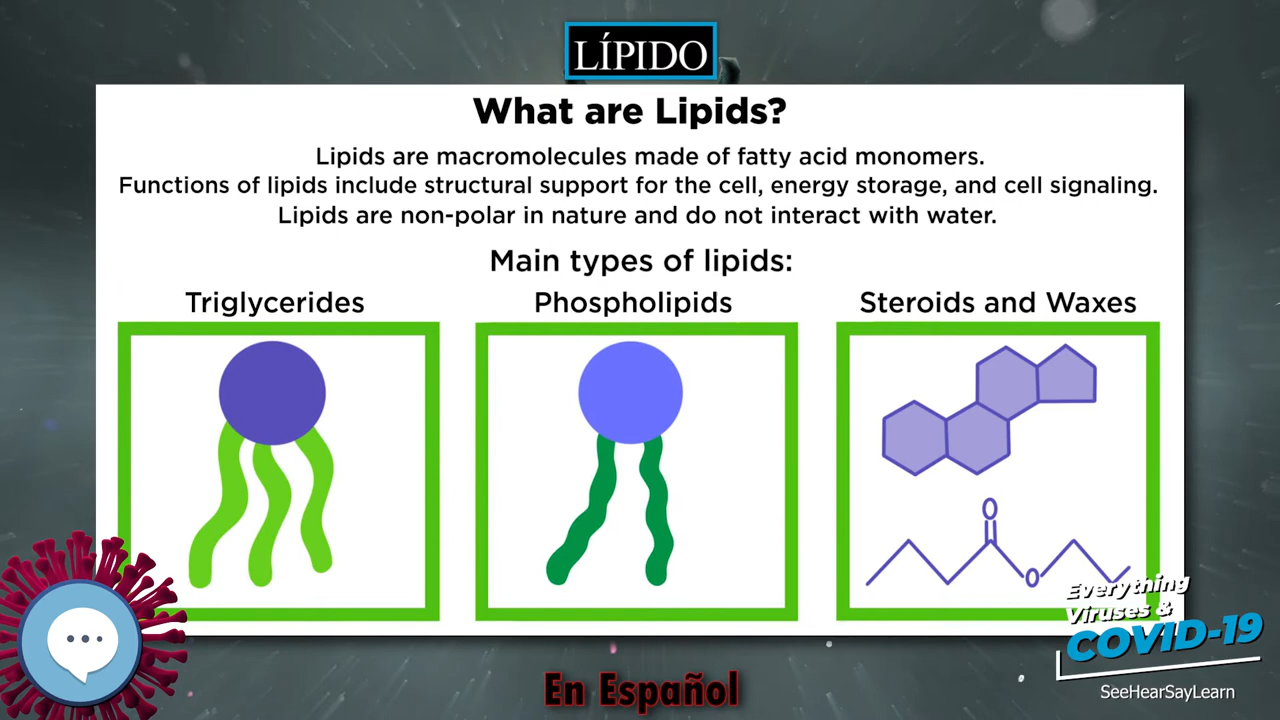 LÍPIDO
What are Lipids?
Lipids are macromolecules made of fatty acid monomers.
Functions of lipids include structural support for the cell, energy storage, and cell signaling.
Lipids are non-polar in nature and do not interact with water.
Main types of lipids:
Triglycerides
Phospholipids
Steroids and Waxes
O
O
Everything
Viruses &
COVID-19
En Español
SeeHearSayLearn